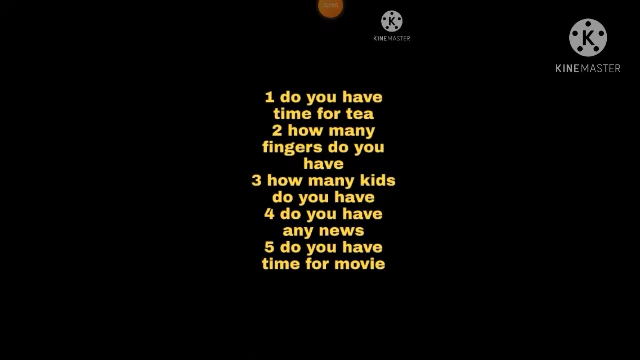 KINEMASTER
KINEMASTER
1 do you have
time for tea
2 how many
fingers do you
have
3 how many kids
do you have
4 do you have
any news
5 do you have
time for movie